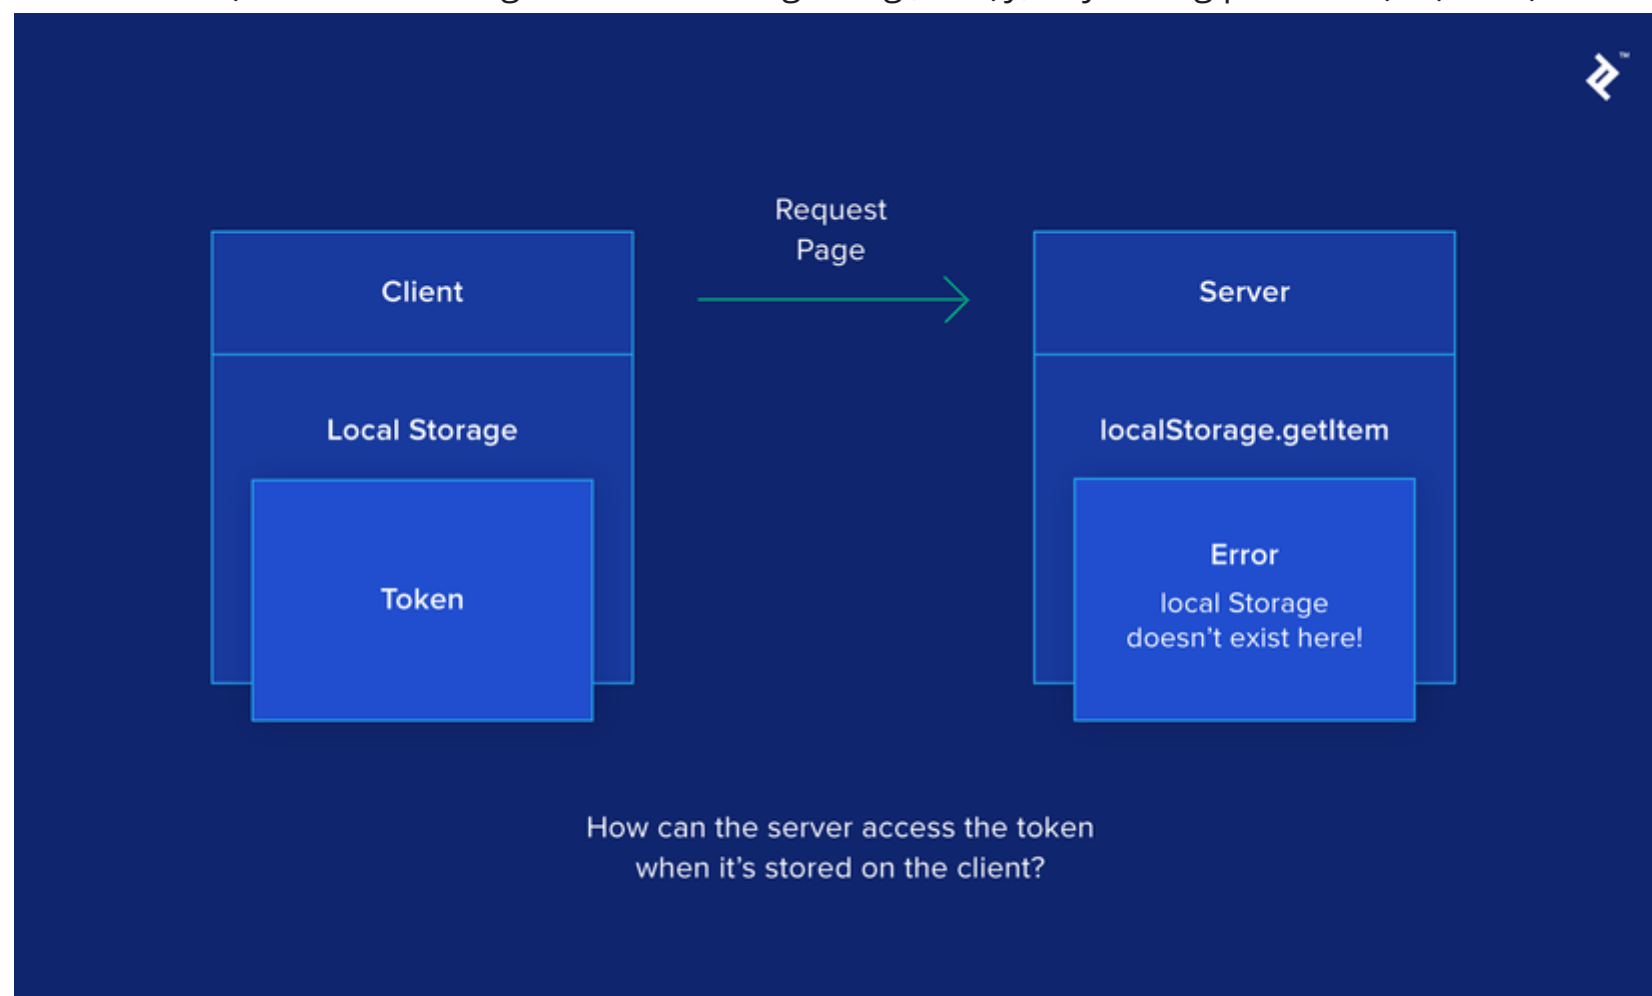 Request
Page
Client
Server
Local Storage
localStorage.getItem
Token
Error
local Storage
doesn't exist here!
How can the server access the token
when it's stored on the client?
TM